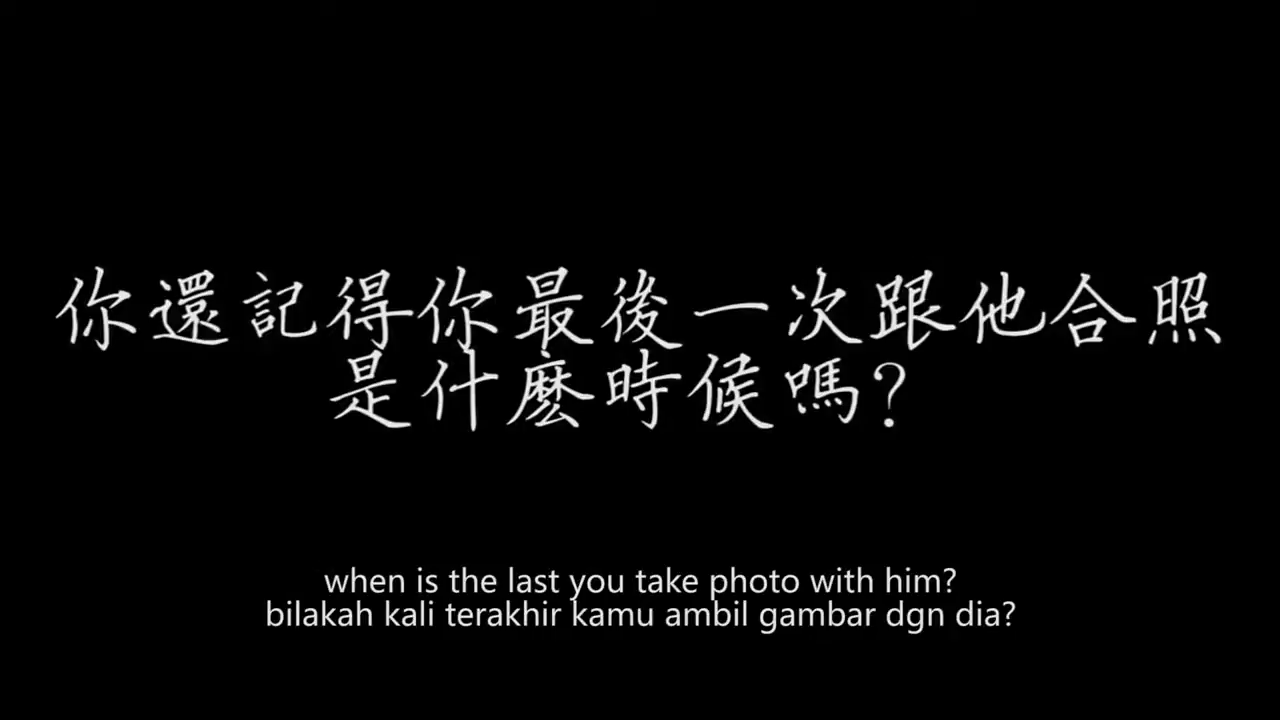 你還記得你最後一次跟他合照
是什麼時候嗎?
when is the last you take photo with him?
bilakah kali terakhir kamu ambil gambar dgn dia?